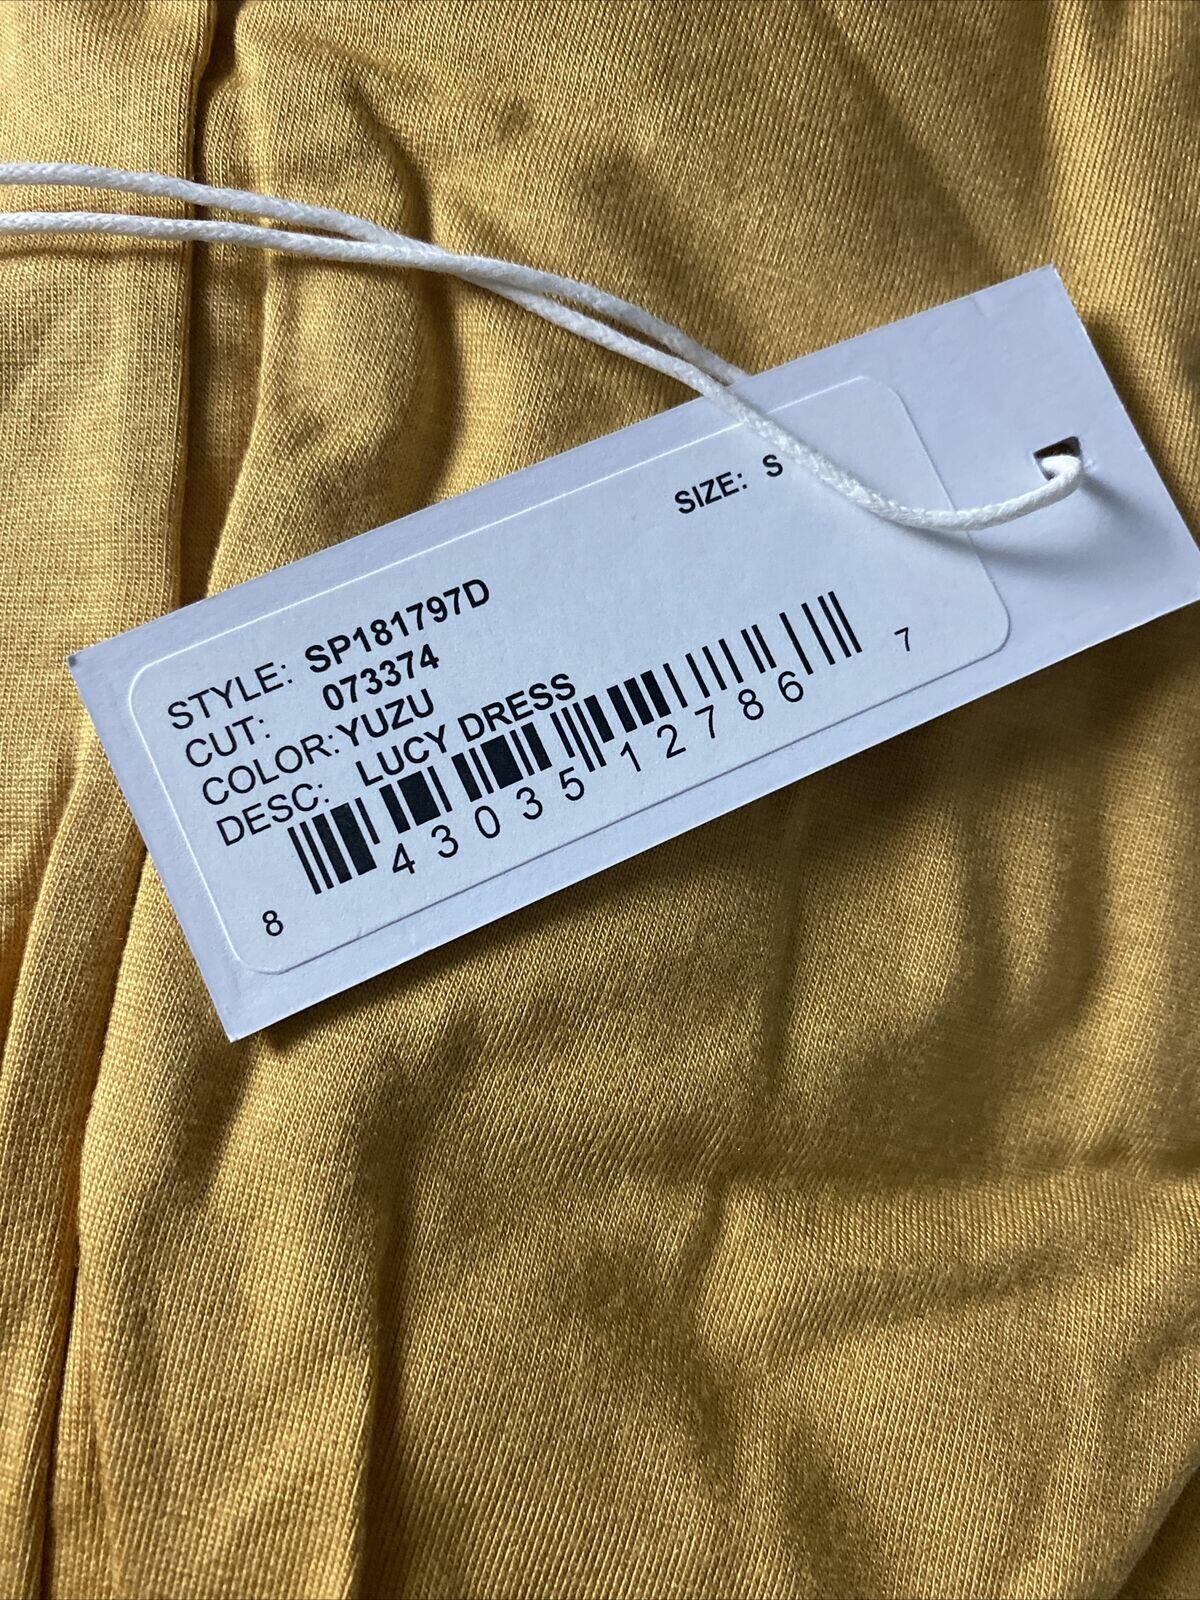 SIZE: S
STYLE: SP181797D
CUT: 073374
COLOR: YUZU
DESC: LUCY DRESS
8 43035 12786 7